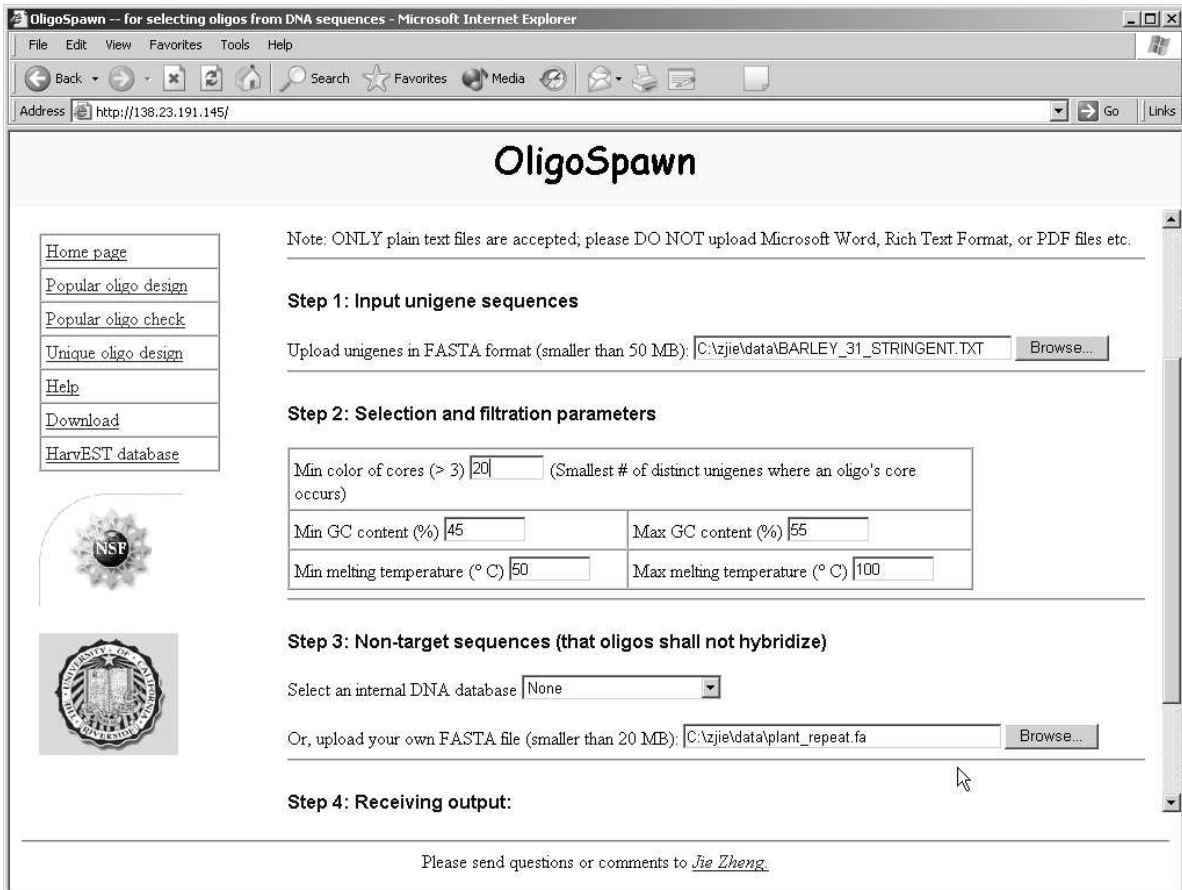 OligoSpawn -- for selecting oligos from DNA sequences - Microsoft Internet Explorer
File Edit View Favorites Tools Help
Back Search Favorites Media
Address http://138.23.191.145/ Go Links
OligoSpawn
Home page
Popular oligo design
Popular oligo check
Unique oligo design
Help
Download
HarvEST database
NSF
THE UNIVERSITY OF CALIFORNIA RIVERSIDE
Note: ONLY plain text files are accepted; please DO NOT upload Microsoft Word, Rich Text Format, or PDF files etc.
Step 1: Input unigene sequences
Upload unigenes in FASTA format (smaller than 50 MB): C:\zjie\data\BARLEY_31_STRINGENT.TXT Browse...
Step 2: Selection and filtration parameters
Min color of cores (> 3) 20 (Smallest # of distinct unigenes where an oligo's core
occurs)
Min GC content (%) 45 Max GC content (%) 55
Min melting temperature (° C) 50 Max melting temperature (° C) 100
Step 3: Non-target sequences (that oligos shall not hybridize)
Select an internal DNA database None
Or, upload your own FASTA file (smaller than 20 MB): C:\zjie\data\plant_repeat.fa Browse...
Step 4: Receiving output:
Please send questions or comments to Jie Zheng.